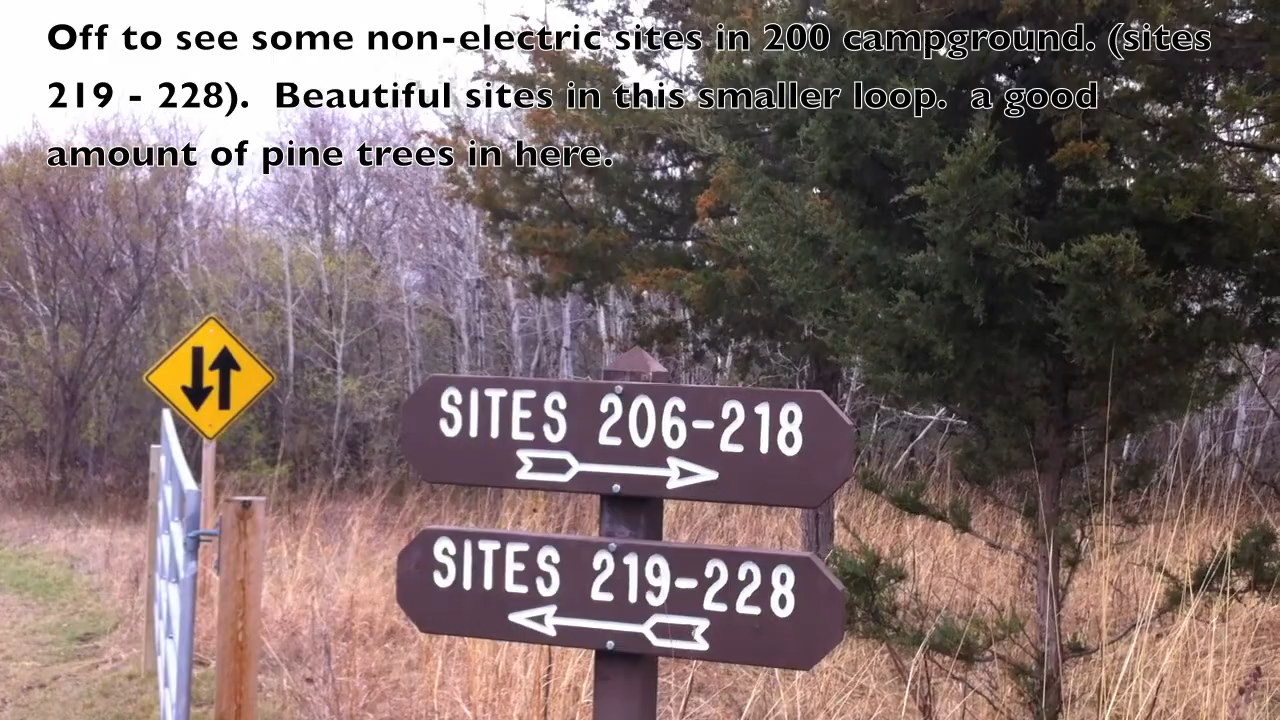 Off to see some non-electric sites in 200 campground. (sites
219 - 228).  Beautiful sites in this smaller loop.  a good
amount of pine trees in here.
SITES 206-218
SITES 219-228